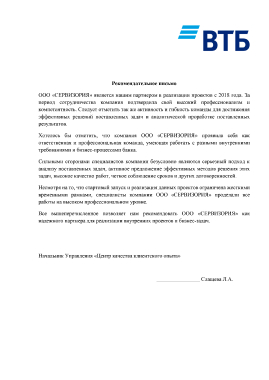 ВТБ
Рекомендательное письмо
ООО «СЕРВИЗОРИЯ» является нашим партнером в реализации проектов с 2018 года. За
период сотрудничества компания подтвердила свой высокий профессионализм и
компетентность. Следует отметить так же активность и гибкость команды для достижения
эффективных решений поставленных задач и аналитической проработке поставленных
результатов.
Хотелось бы отметить, что компания ООО «СЕРВИЗОРИЯ» проявила себя как
ответственная и профессиональная команда, умеющая работать с разными внутренними
требованиями и бизнес-процессами банка.
Сильными сторонами специалистов компании безусловно являются серьезный подход к
анализу поставленных задач, активное предложение эффективных методов решения этих
задач, высокое качество работ, четкое соблюдение сроков и других договоренностей
Несмотря на то, что стартовый запуск и реализация данных проектов ограничена жесткими
временными рамками, специалисты компании ООО «СЕРВИЗОРИЯ» проделали все
работы на высоком профессиональном уровне.
Все вышеперечисленное позволяет нам рекомендовать ООО «СЕРВИЗОРИЯ» как
надежного партнера для реализации внутренних проектов и бизнес-задач.
Начальник Управления «Центр качества клиентского опыта»
Слащева Л.А.